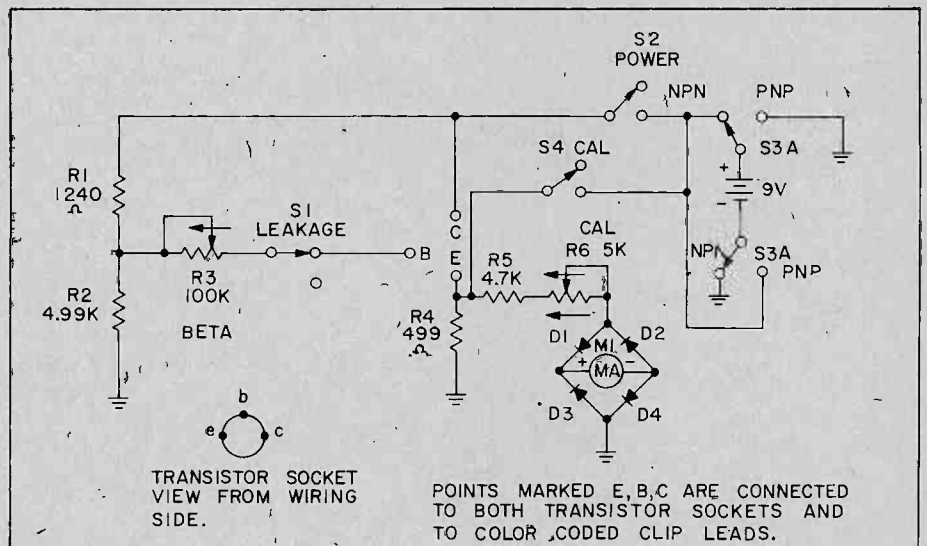 S2
POWER
NPN
PNP
S4 CAL
S3A
+
9V
-
R1
1240
Ω
S1
LEAKAGE
B
C
E
CAL
R5
R6 5K
4.7K
NPN
S3A
PNP
R3
100K
R2
4.99K
BETA
R4
499
Ω
D1
M1
D2
+
MA
-
D3
D4
b
e
c
TRANSISTOR SOCKET
VIEW FROM WIRING
SIDE.
POINTS MARKED E,B,C ARE CONNECTED
TO BOTH TRANSISTOR SOCKETS AND
TO COLOR CODED CLIP LEADS.